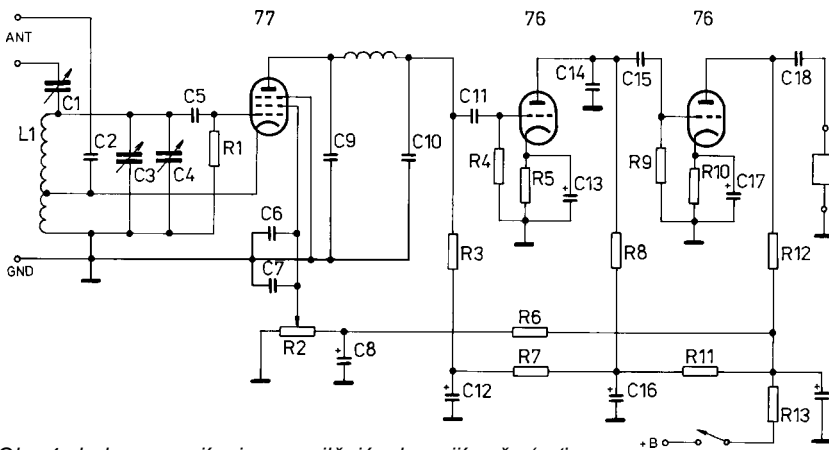 77
76
76
ANT
C1
L1
C2
C3
C4
C5
R1
C6
C7
GND
R2
C8
C9
C10
C11
R4
R5
C13
C14
C15
R3
C12
R6
R7
R8
C16
R9
R10
C17
C18
R12
R11
R13
+B